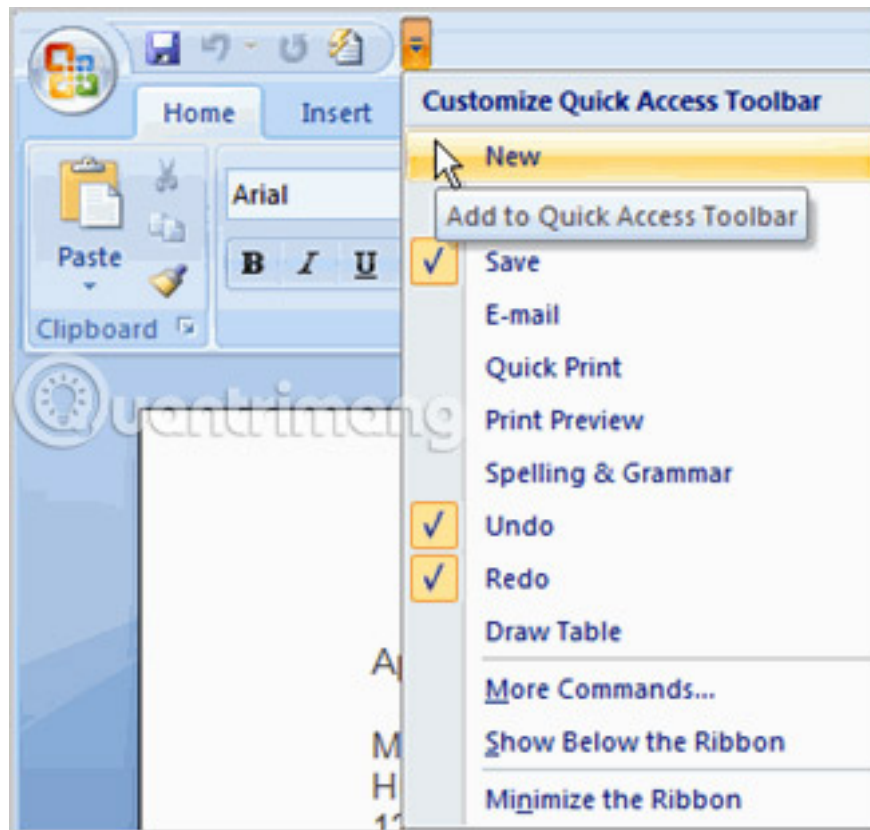 Customize Quick Access Toolbar
Home Insert
New
Arial
Add to Quick Access Toolbar
Paste
B I U
Save
E-mail
Clipboard
Quick Print
Quantrimang
Print Preview
Spelling & Grammar
Undo
Redo
Draw Table
More Commands...
M
Show Below the Ribbon
H
Minimize the Ribbon